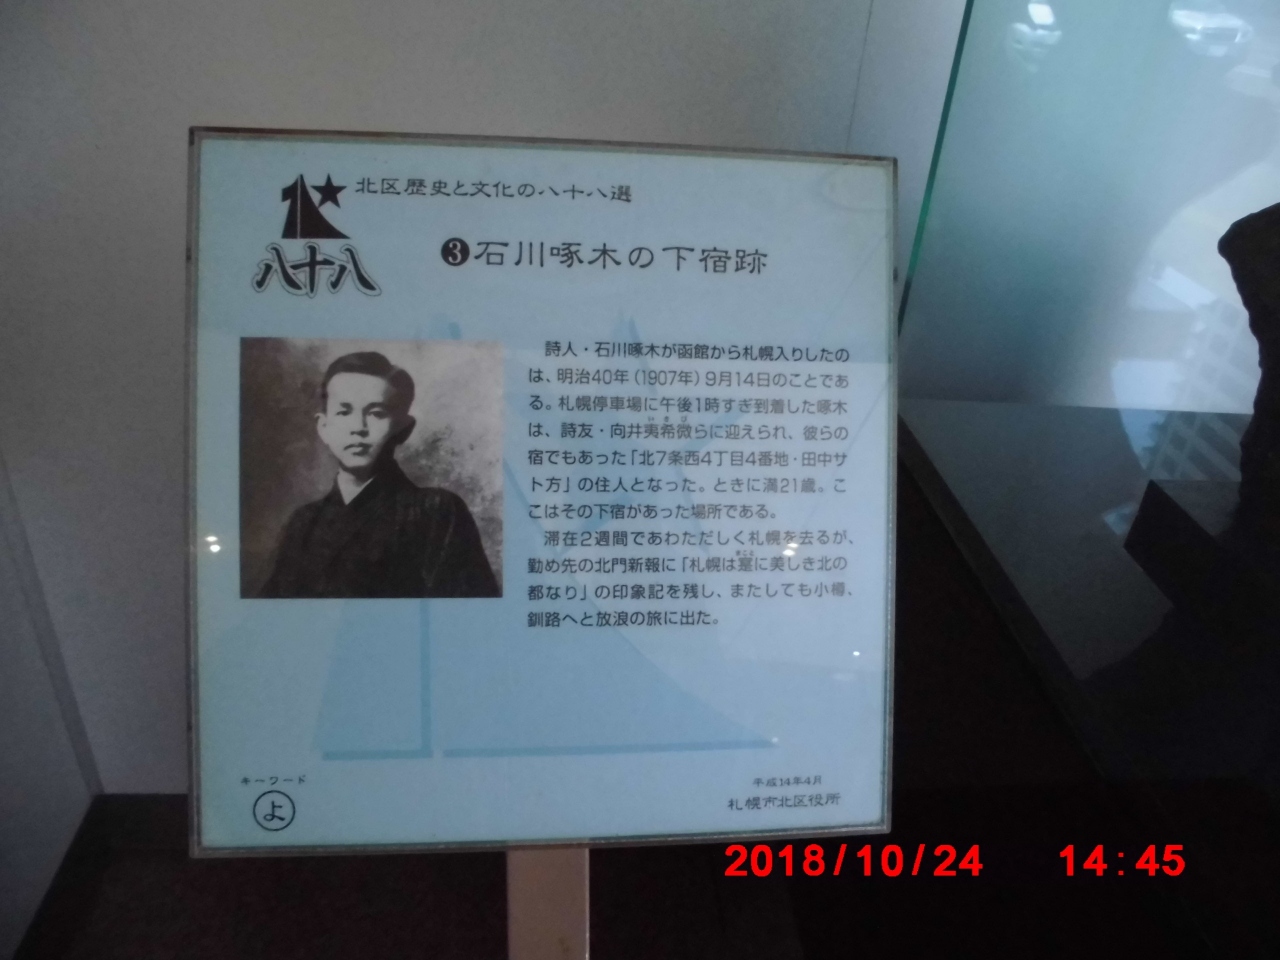 北区歴史と文化の八十八選
八十八
❸石川啄木の下宿跡
詩人・石川啄木が函館から札幌入りしたの
は、明治40年(1907年)9月14日のことであ
る。札幌停車場に午後1時すぎ到着した啄木
は、詩友・向井夷希微らに迎えられ、彼らの
宿でもあった「北7条西4丁目4番地・田中サ
ト方」の住人となった。ときに満21歳。こ
こはその下宿があった場所である。
滞在2週間であわただしく札幌を去るが、
勤め先の北門新報に「札幌は寔に美しき北の
都なり」の印象記を残し、またしても小樽、
釧路へと放浪の旅に出た。
キーワード
よ
平成14年4月
札幌市北区役所
2018/10/24 14:45